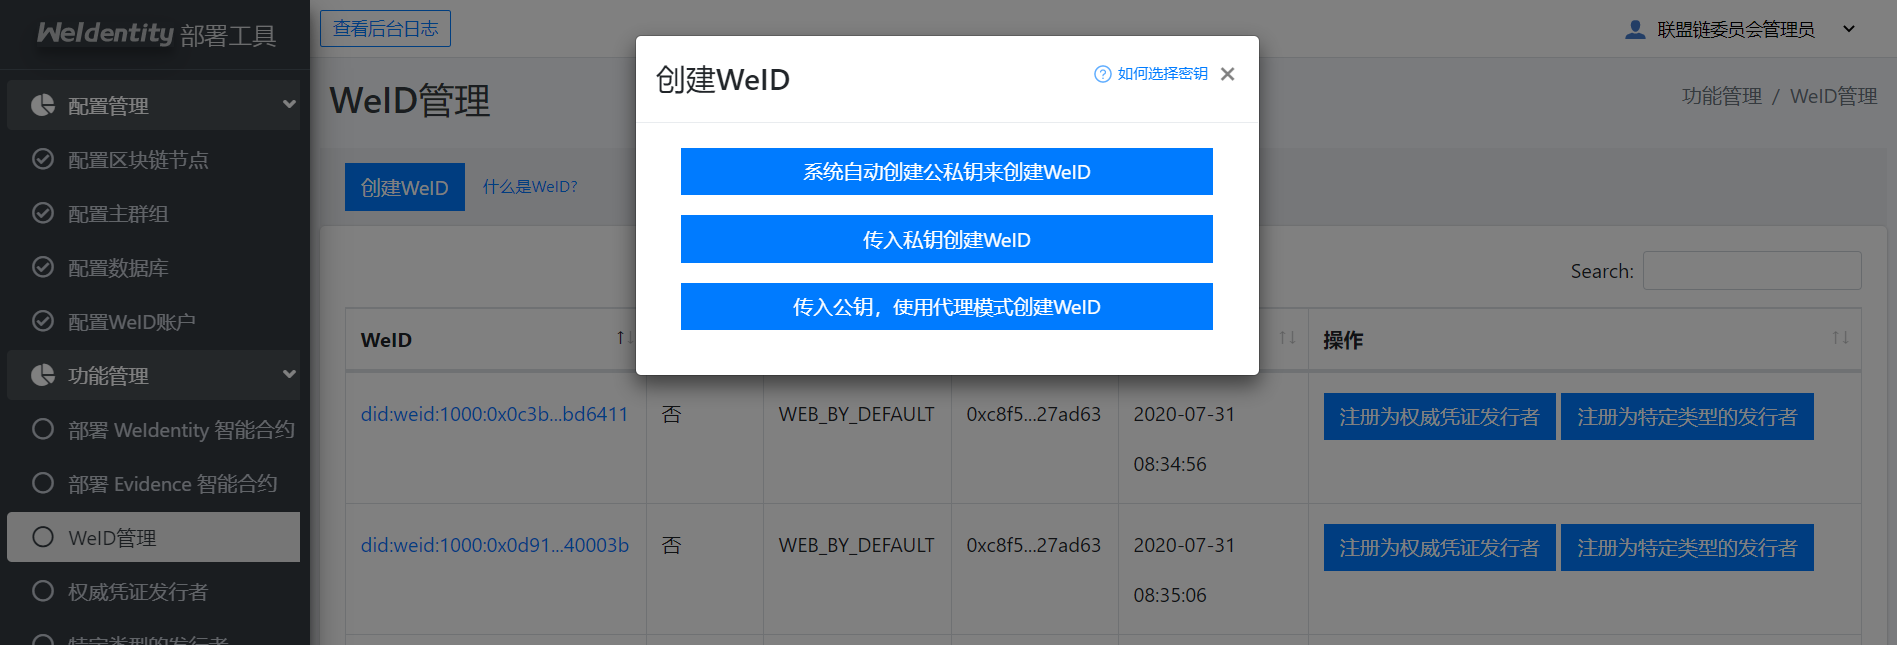 WeIdentity 部署工具
查看后台日志
联盟链委员会管理员
配置管理
配置区块链节点
配置主群组
配置数据库
配置WeID账户
功能管理
部署 WeIdentity 智能合约
部署 Evidence 智能合约
WeID管理
权威凭证发行者
特定类型的发行者
WeID管理
功能管理 / WeID管理
创建WeID
什么是WeID?
创建WeID
如何选择密钥
系统自动创建公私钥来创建WeID
传入私钥创建WeID
传入公钥，使用代理模式创建WeID
Search:
WeID 操作
did:weid:1000:0x0c3b...bd6411 否 WEB_BY_DEFAULT 0xc8f5...27ad63 2020-07-31 注册为权威凭证发行者 注册为特定类型的发行者
08:34:56
did:weid:1000:0x0d91...40003b 否 WEB_BY_DEFAULT 0xc8f5...27ad63 2020-07-31 注册为权威凭证发行者 注册为特定类型的发行者
08:35:06